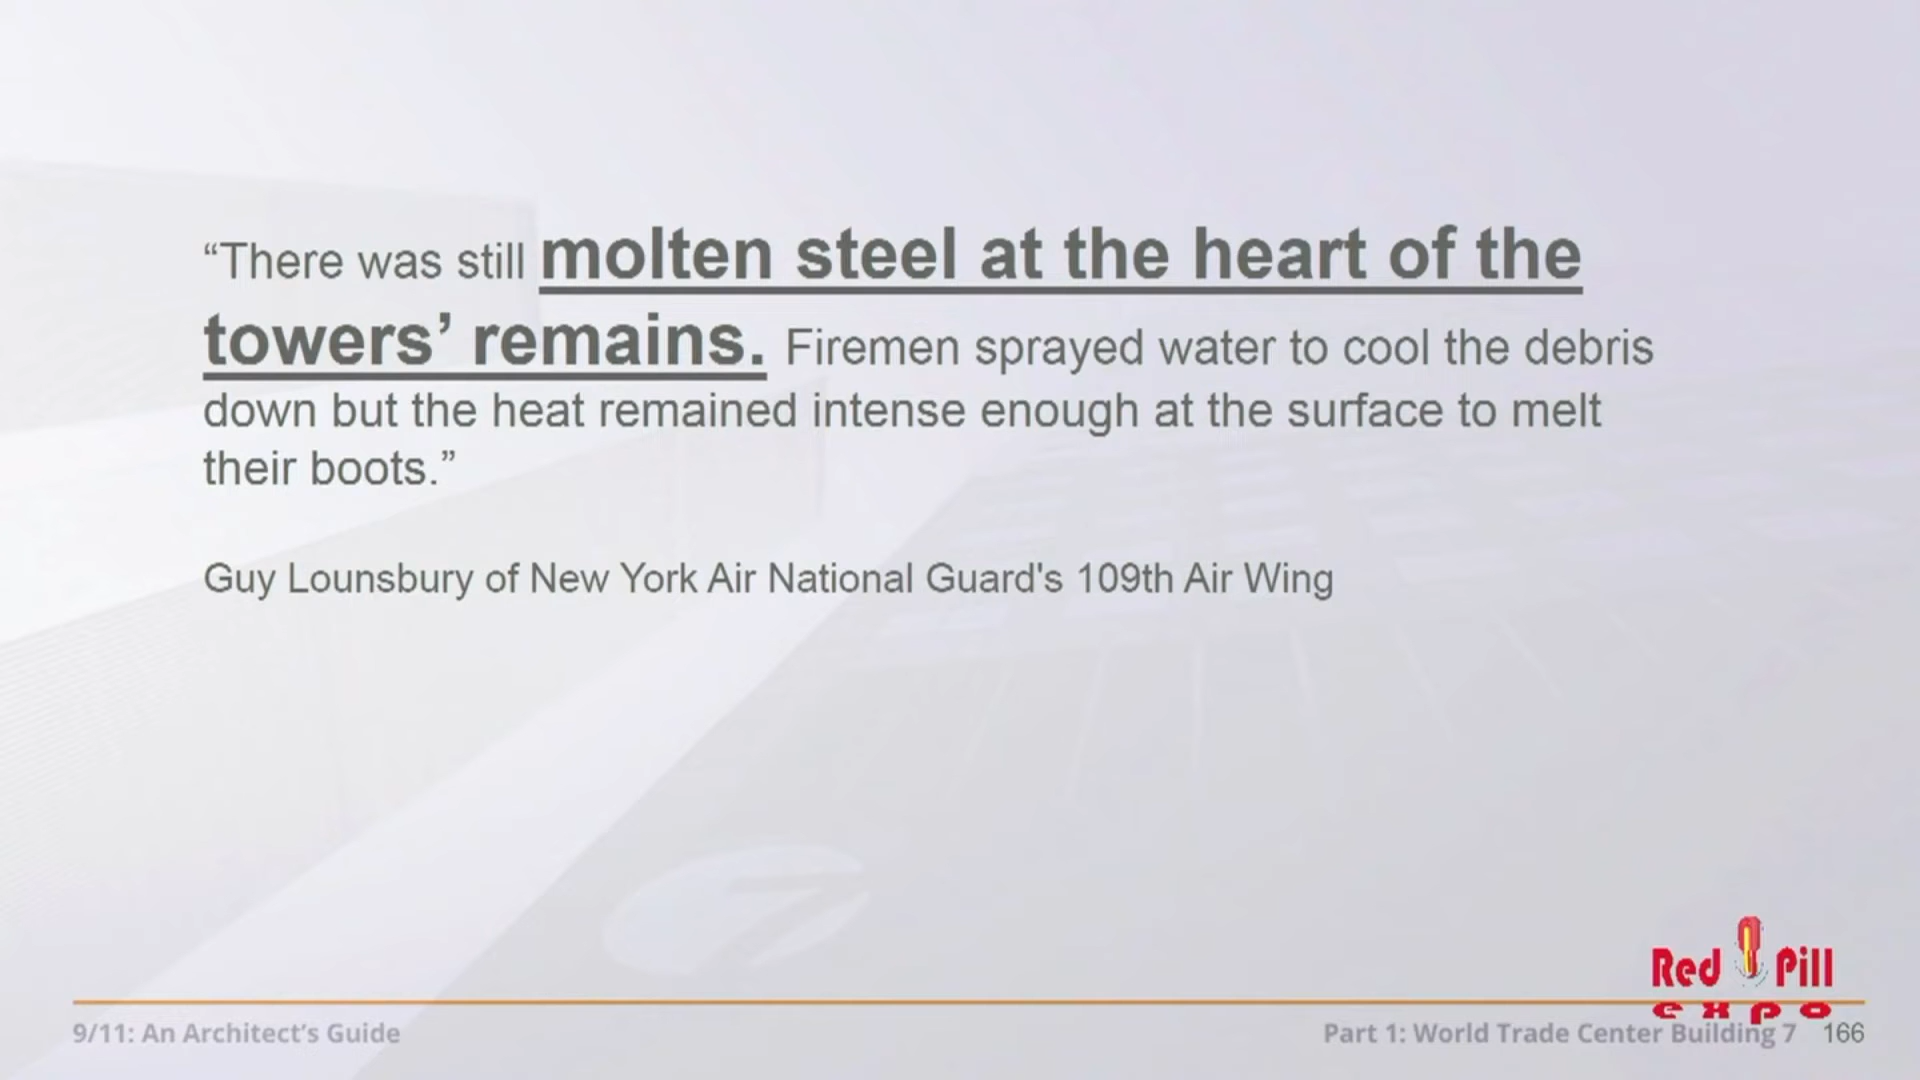 “There was still molten steel at the heart of the
towers’ remains. Firemen sprayed water to cool the debris
down but the heat remained intense enough at the surface to melt
their boots.”
Guy Lounsbury of New York Air National Guard's 109th Air Wing
Red Pill
expo
9/11: An Architect’s Guide
Part 1: World Trade Center Building 7 166